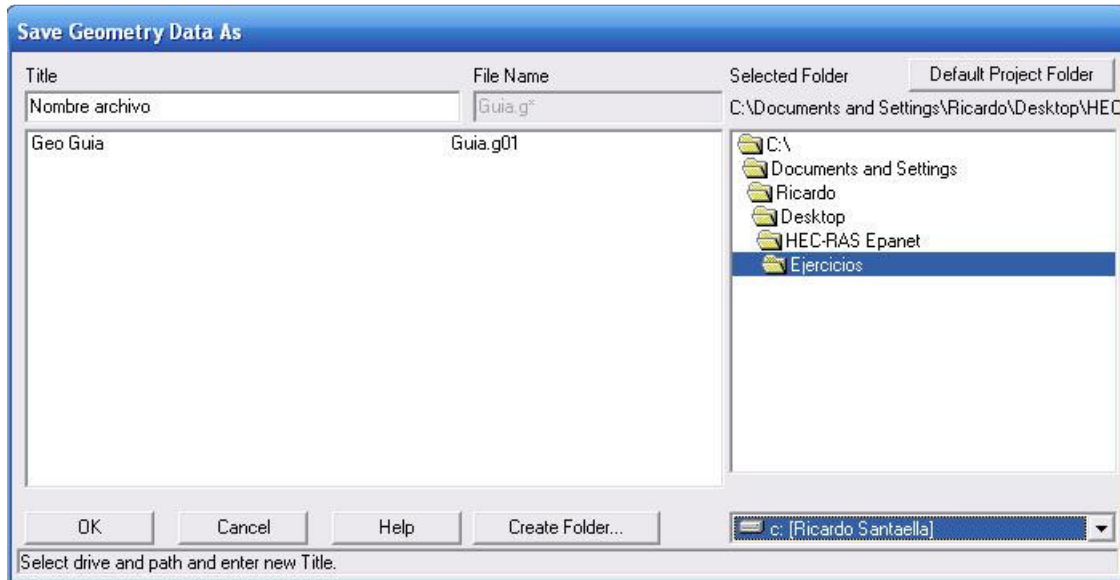 Save Geometry Data As
Title File Name Selected Folder Default Project Folder
Nombre archivo Guia.g* C:\Documents and Settings\Ricardo\Desktop\HEC
Geo Guia Guia.g01
C:\
Documents and Settings
Ricardo
Desktop
HEC-RAS Epanet
Ejercicios
OK Cancel Help Create Folder... c: [Ricardo Santaella]
Select drive and path and enter new Title.